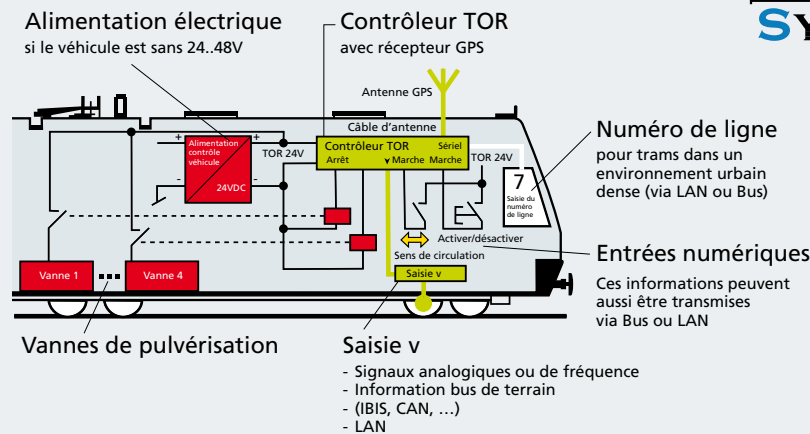 Alimentation électrique
si le véhicule est sans 24..48V
Contrôleur TOR
avec récepteur GPS
Antenne GPS
Câble d'antenne
Alimentation
contrôle
véhicule
24VDC
+
+
-
-
TOR 24V
Contrôleur TOR
Sériel
Arrêt
Marche
Marche
TOR 24V
7
Saisie du
numéro
de ligne
Numéro de ligne
pour trams dans un
environnement urbain
dense (via LAN ou Bus)
Activer/désactiver
Sens de circulation
Saisie v
Entrées numériques
Ces informations peuvent
aussi être transmises
via Bus ou LAN
Vanne 1
Vanne 4
Vannes de pulvérisation
Saisie v
- Signaux analogiques ou de fréquence
- Information bus de terrain
- (IBIS, CAN, …)
- LAN